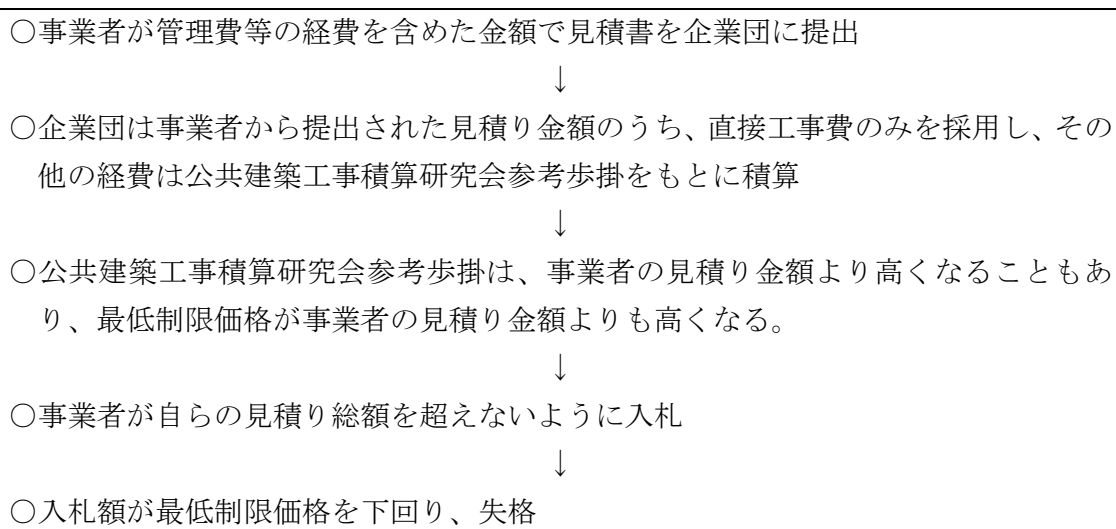 ○事業者が管理費等の経費を含めた金額で見積書を企業団に提出
↓
○企業団は事業者から提出された見積り金額のうち、直接工事費のみを採用し、その
他の経費は公共建築工事積算研究会参考歩掛をもとに積算
↓
○公共建築工事積算研究会参考歩掛は、事業者の見積り金額より高くなることもあ
り、最低制限価格が事業者の見積り金額よりも高くなる。
↓
○事業者が自らの見積り総額を超えないように入札
↓
○入札額が最低制限価格を下回り、失格